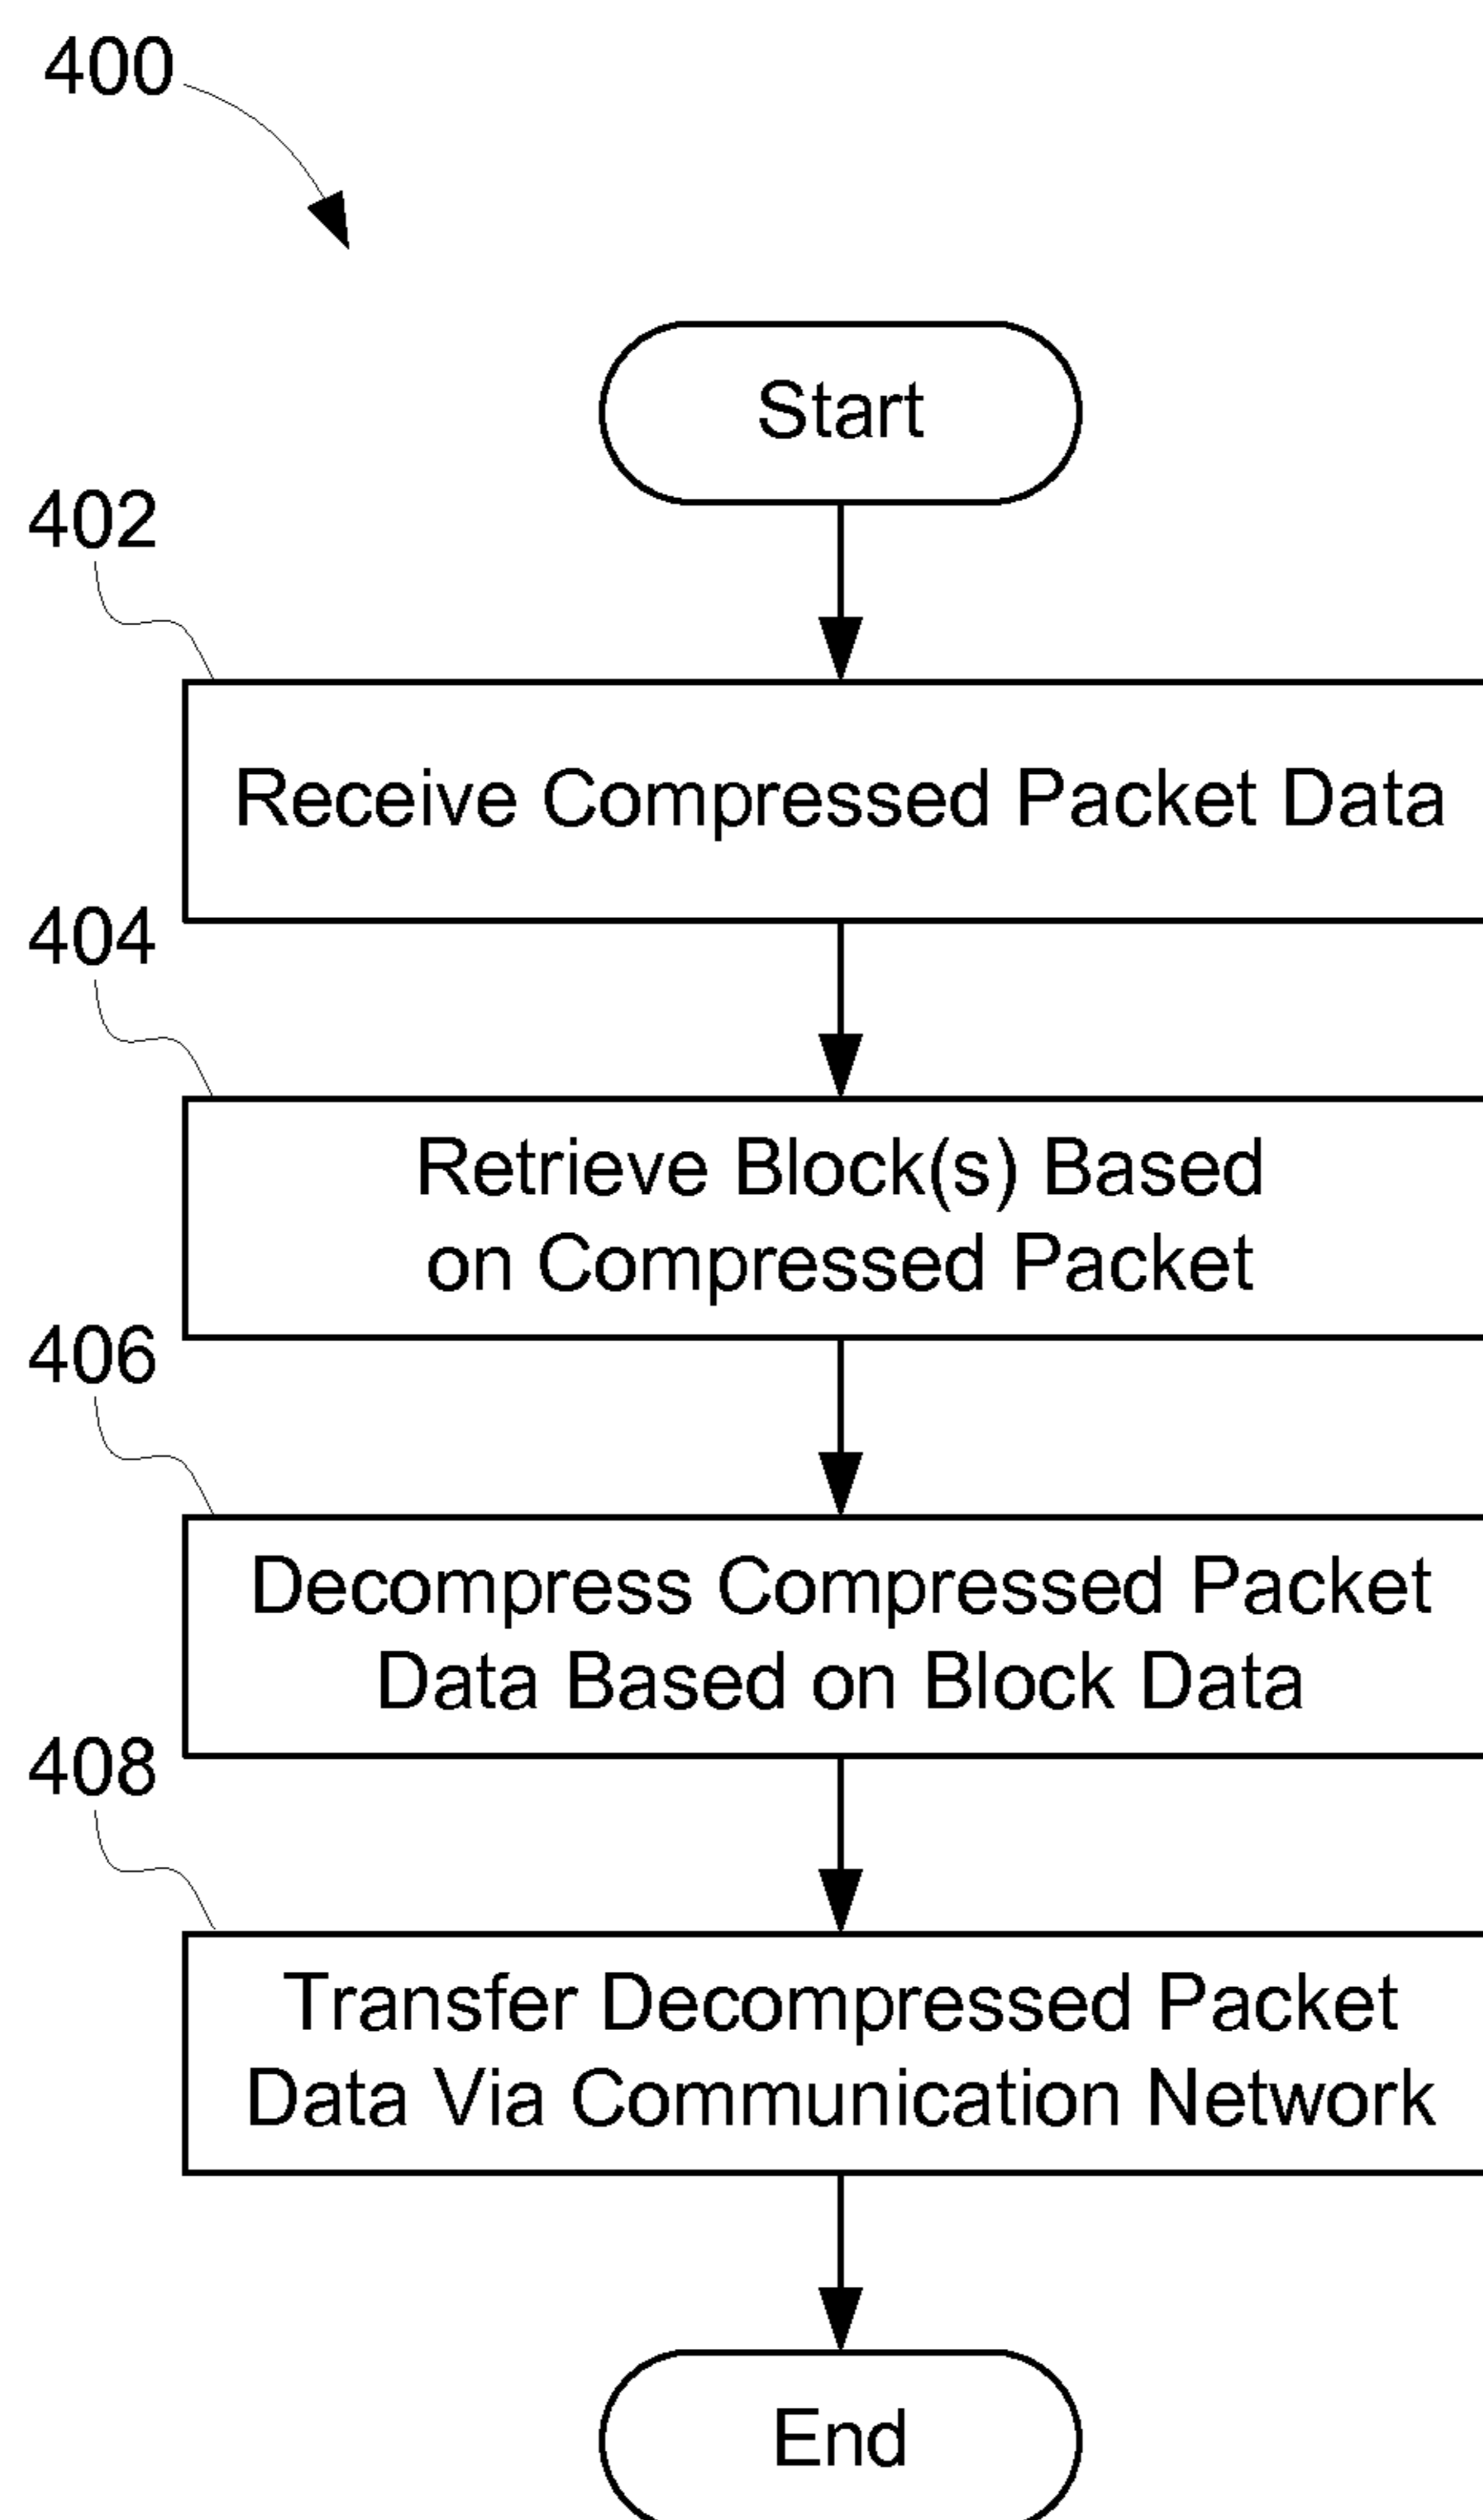 400
Start
402
Receive Compressed Packet Data
404
Retrieve Block(s) Based
on Compressed Packet
406
Decompress Compressed Packet
Data Based on Block Data
408
Transfer Decompressed Packet
Data Via Communication Network
End